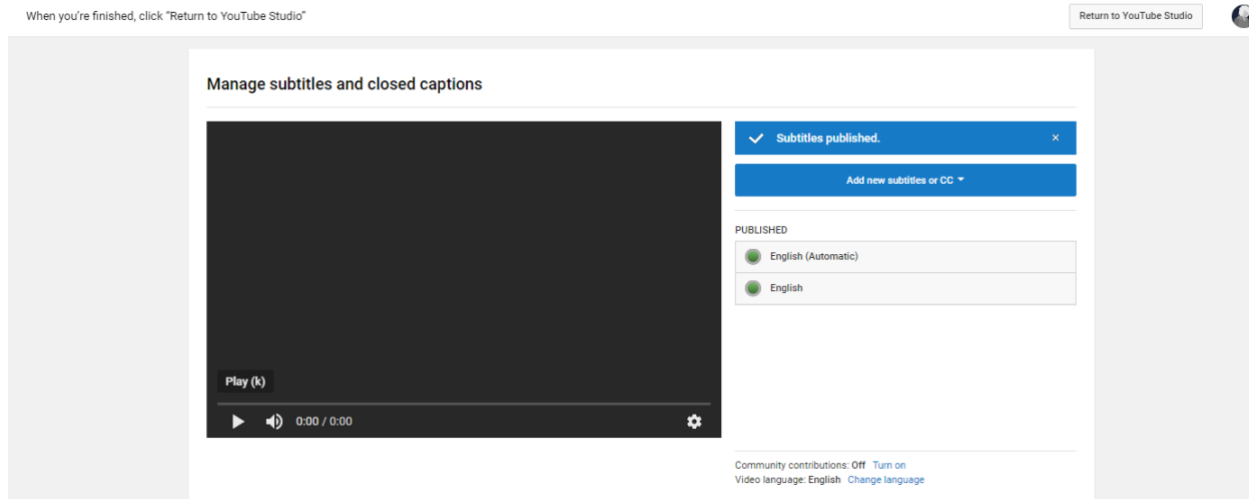 When you're finished, click "Return to YouTube Studio"
Return to YouTube Studio
Manage subtitles and closed captions
Subtitles published.
×
Add new subtitles or CC
PUBLISHED
English (Automatic)
English
Play (k)
0:00 / 0:00
Community contributions: Off Turn on
Video language: English Change language